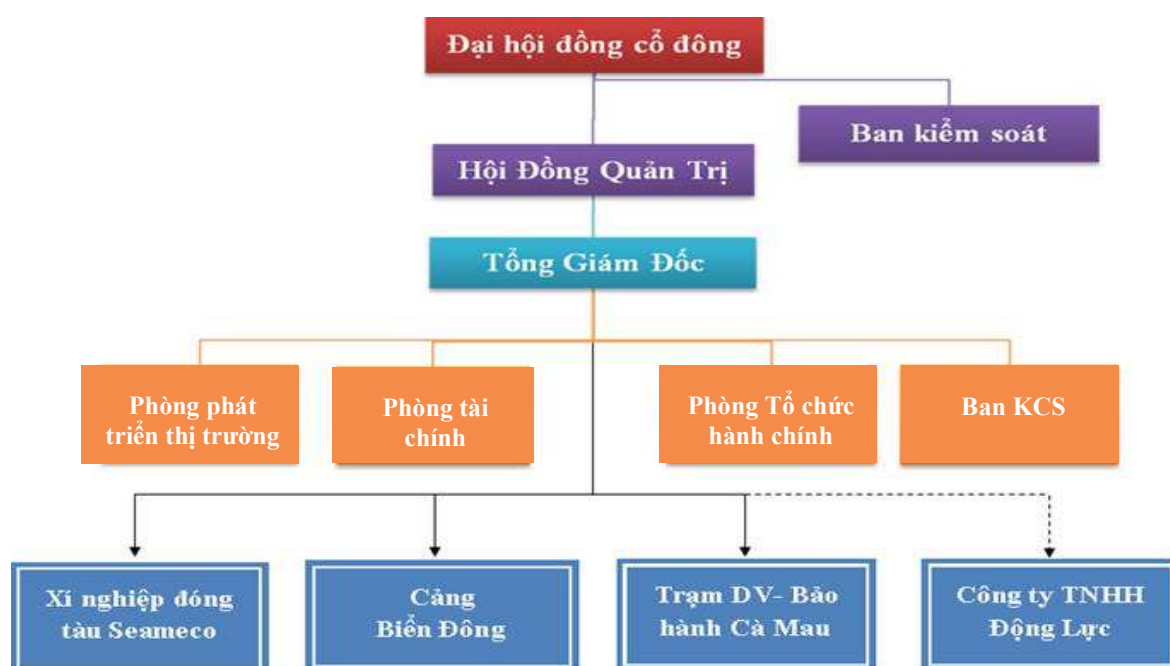 Đại hội đồng cổ đông
Ban kiểm soát
Hội Đồng Quản Trị
Tổng Giám Đốc
Phòng phát
triển thị trường
Phòng tài
chính
Phòng Tổ chức
hành chính
Ban KCS
Xí nghiệp đóng
tàu Seameco
Cảng
Biển Đông
Trạm DV- Bảo
hành Cà Mau
Công ty TNHH
Động Lực